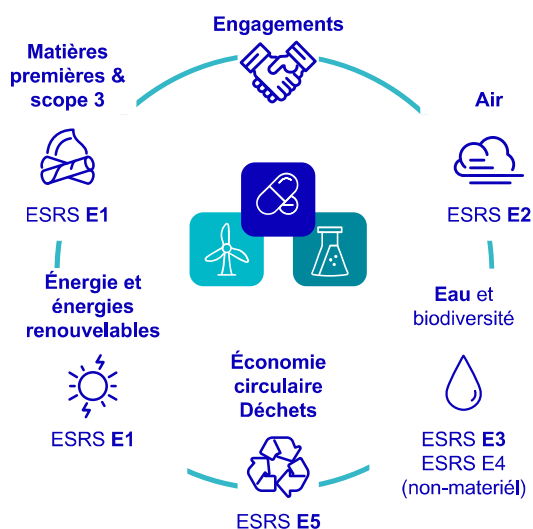 Engagements
Matières
premières &
scope 3
ESRS E1
Air
ESRS E2
Énergie et
énergies
renouvelables
ESRS E1
Eau et
biodiversité
ESRS E3
ESRS E4
(non-materiél)
Économie
circulaire
Déchets
ESRS E5